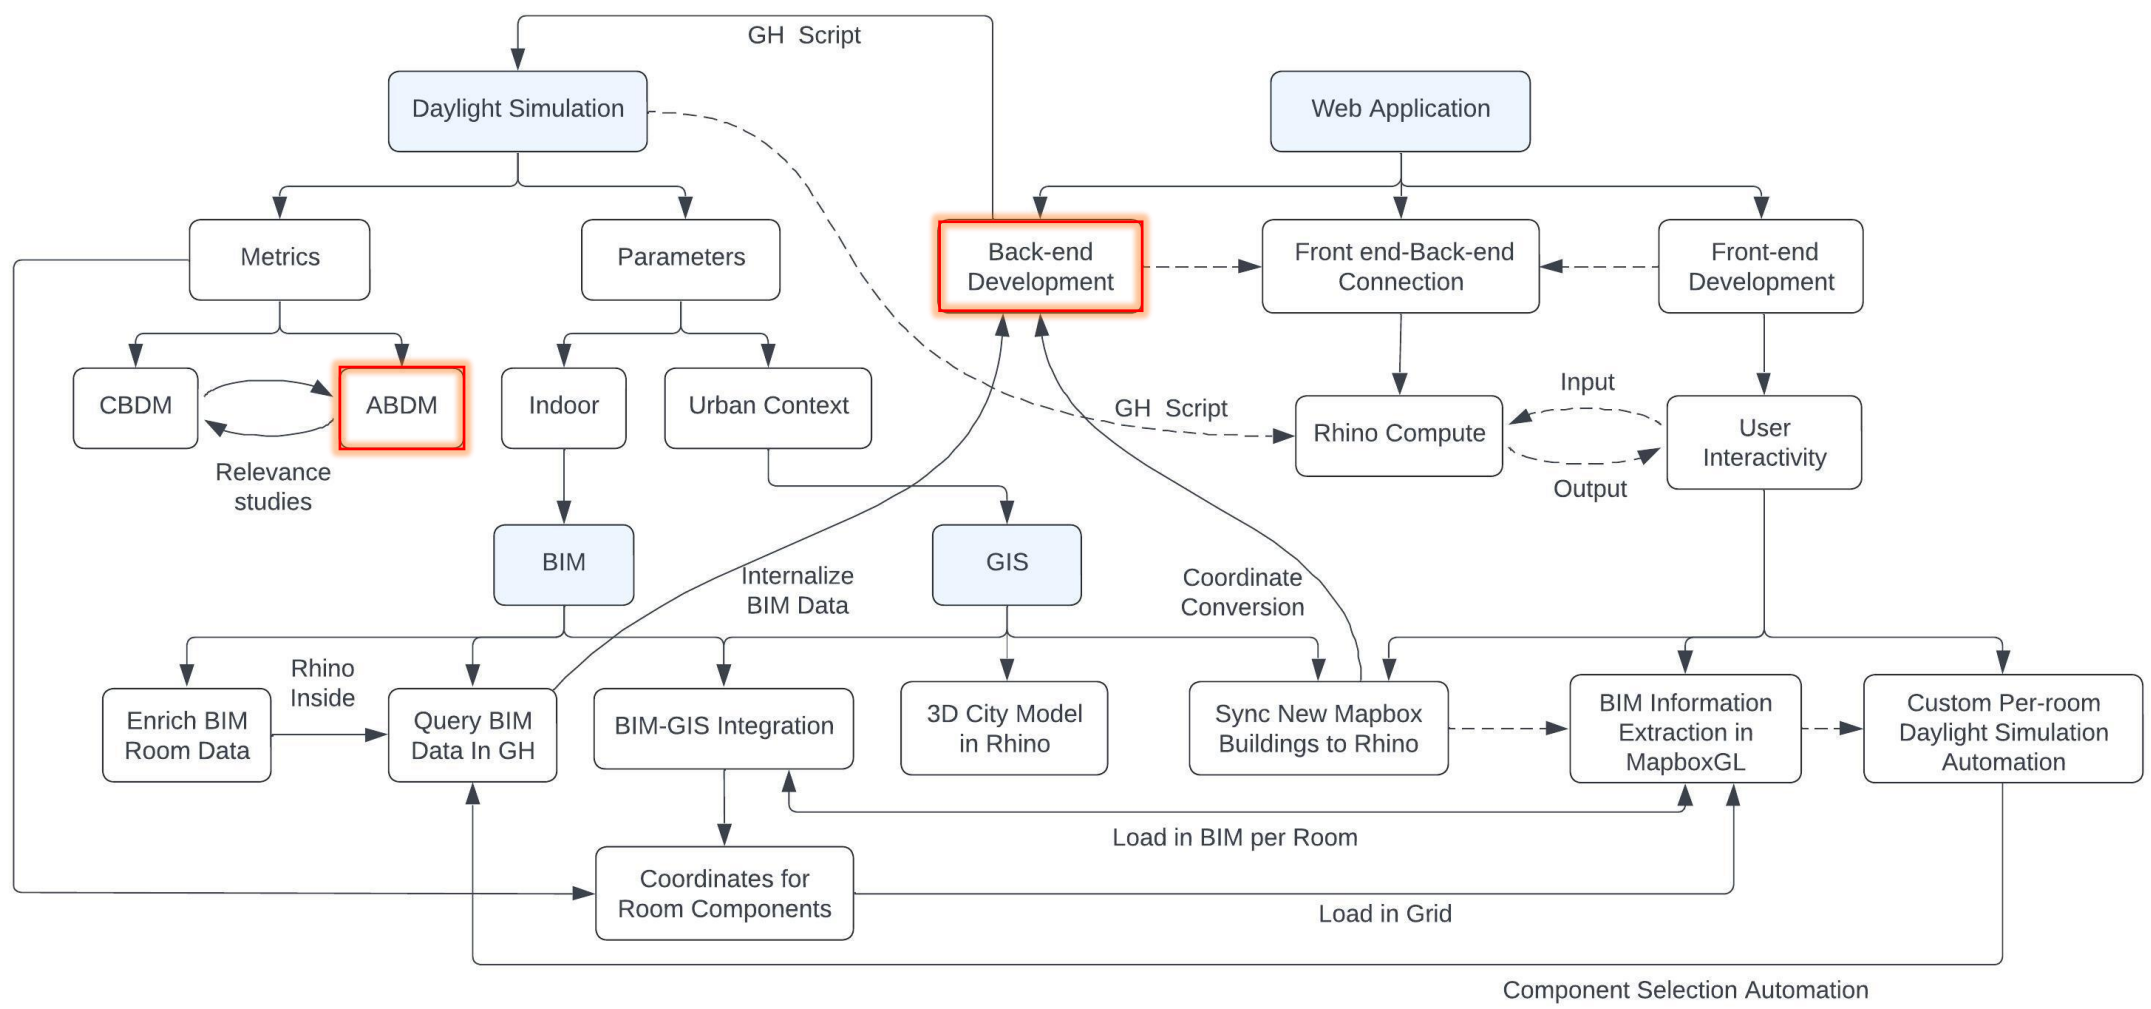 GH Script
Daylight Simulation
Web Application
Metrics
Parameters
Back-end
Development
Front end-Back-end
Connection
Front-end
Development
CBDM
ABDM
Relevance
studies
Indoor
Urban Context
GH Script
Rhino Compute
Input
Output
User
Interactivity
BIM
GIS
Internalize
BIM Data
Coordinate
Conversion
Rhino
Inside
Enrich BIM
Room Data
Query BIM
Data In GH
BIM-GIS Integration
3D City Model
in Rhino
Sync New Mapbox
Buildings to Rhino
BIM Information
Extraction in
MapboxGL
Custom Per-room
Daylight Simulation
Automation
Load in BIM per Room
Coordinates for
Room Components
Load in Grid
Component Selection Automation